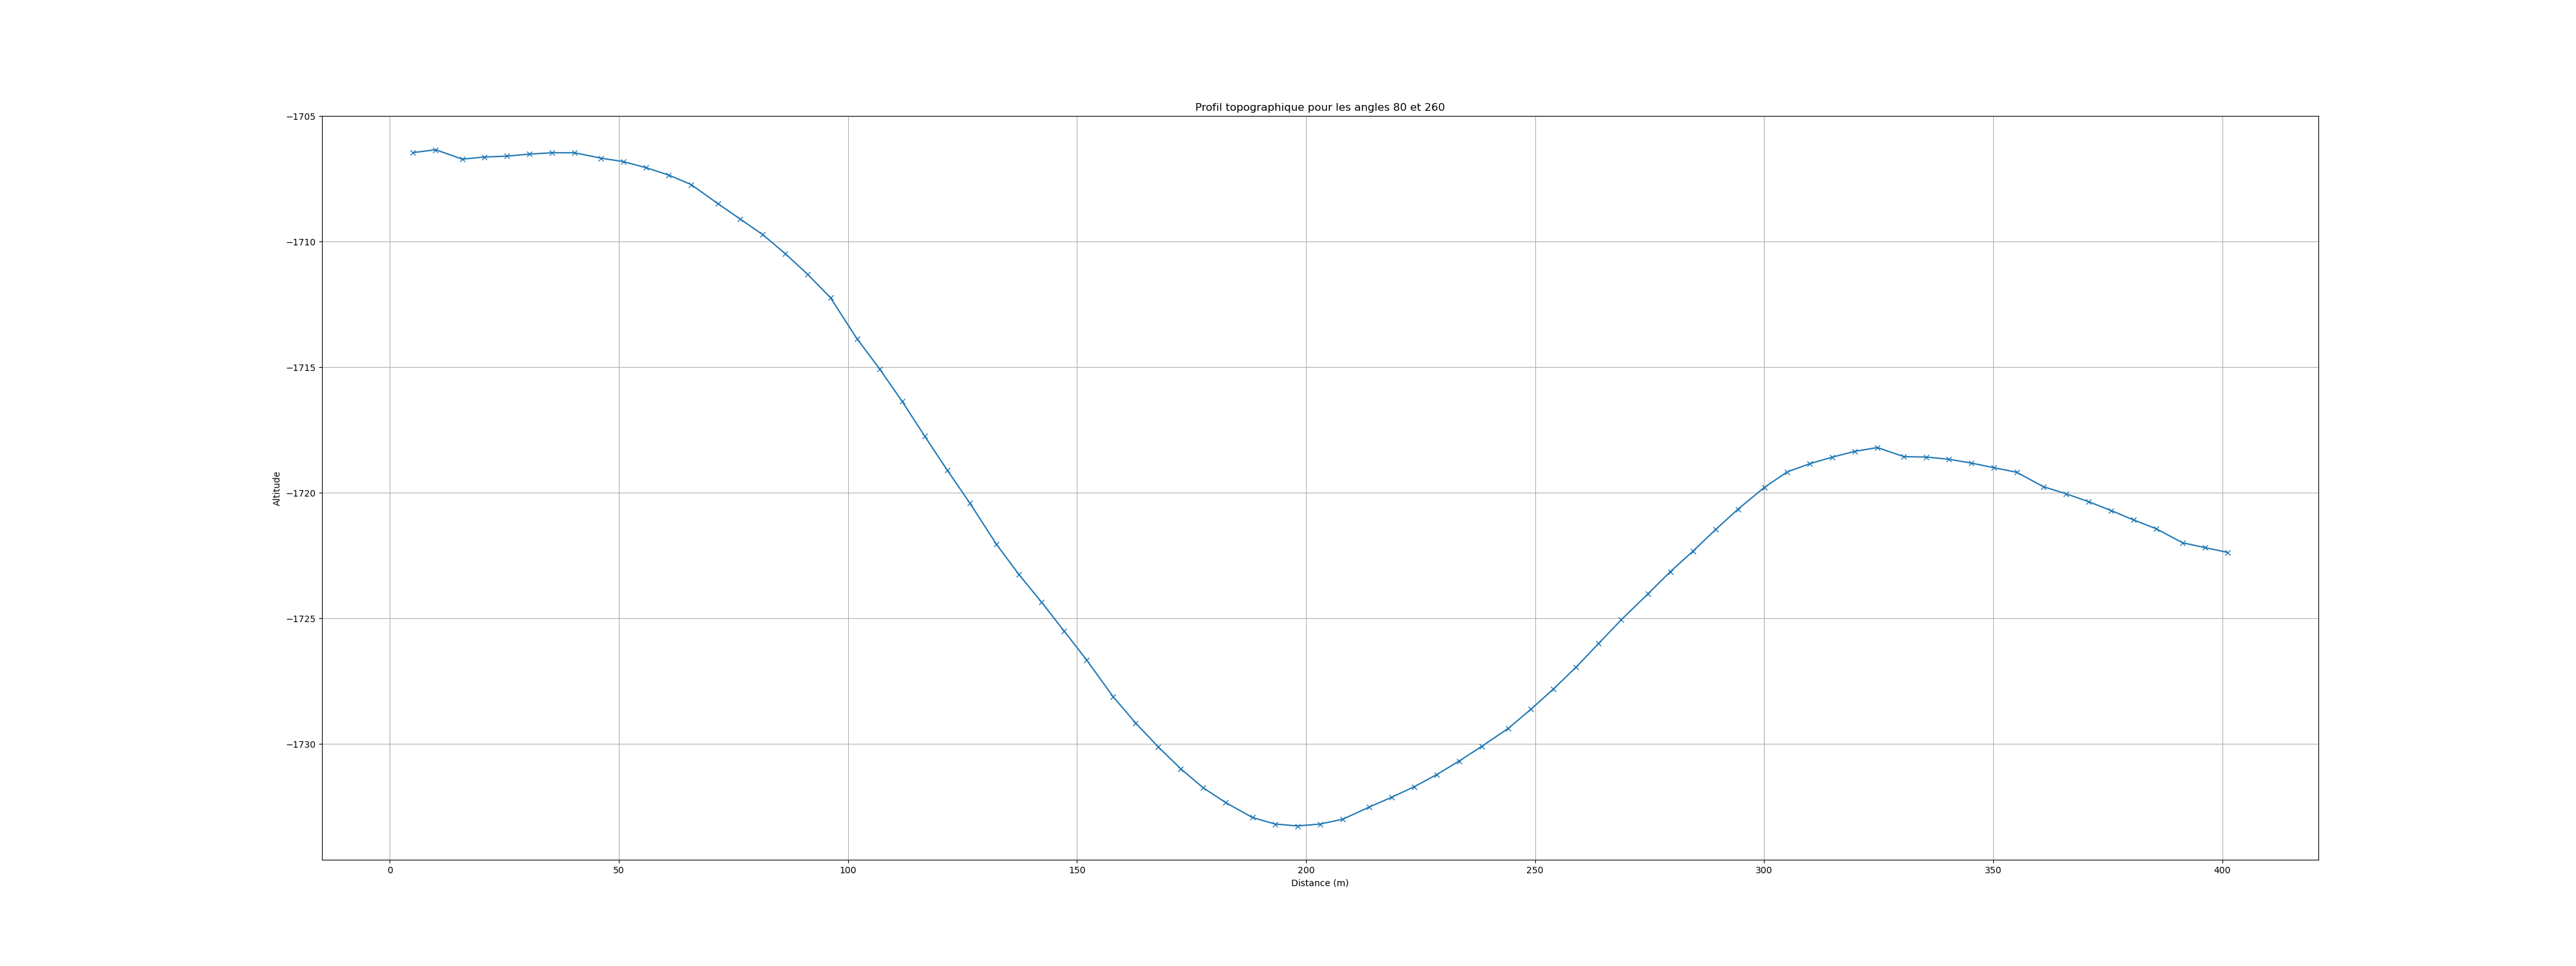 Profil topographique pour les angles 80 et 260
−1705
−1710
−1715
−1720
−1725
−1730
Altitude
0 50 100 150 200 250 300 350 400
Distance (m)